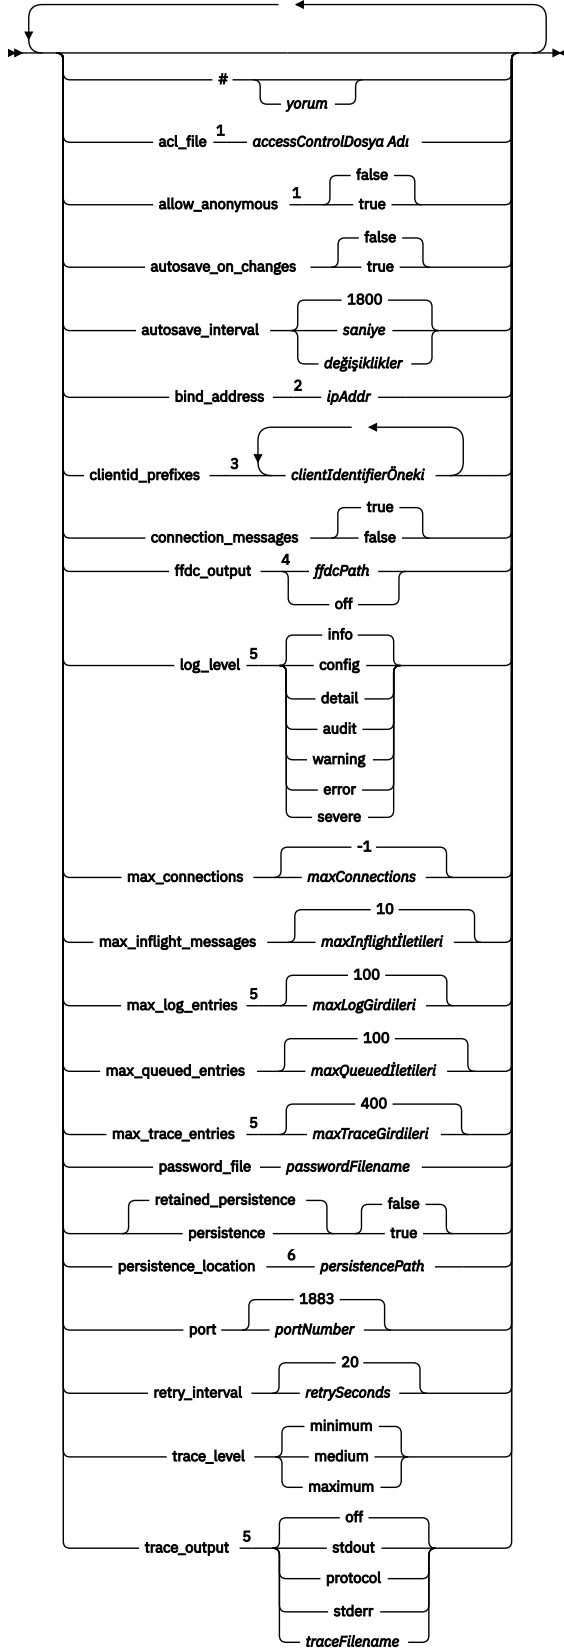 #
yorum
acl_file 1 accessControlDosya Adı
false
allow_anonymous 1 true
false
autosave_on_changes true
1800
autosave_interval saniye
değişiklikler
bind_address 2 ipAddr
clientid_prefixes 3 clientIdentifierÖneki
true
connection_messages false
ffdc_output 4 ffdcPath
off
info
log_level 5 config
detail
audit
warning
error
severe
-1
max_connections maxConnections
10
max_inflight_messages maxInflightİletileri
100
max_log_entries 5 maxLogGirdileri
100
max_queued_entries maxQueuedİletileri
400
max_trace_entries 5 maxTraceGirdileri
password_file passwordFilename
retained_persistence false
persistence true
persistence_location 6 persistencePath
1883
port portNumber
20
retry_interval retrySeconds
minimum
trace_level medium
maximum
off
trace_output 5 stdout
protocol
stderr
traceFilename